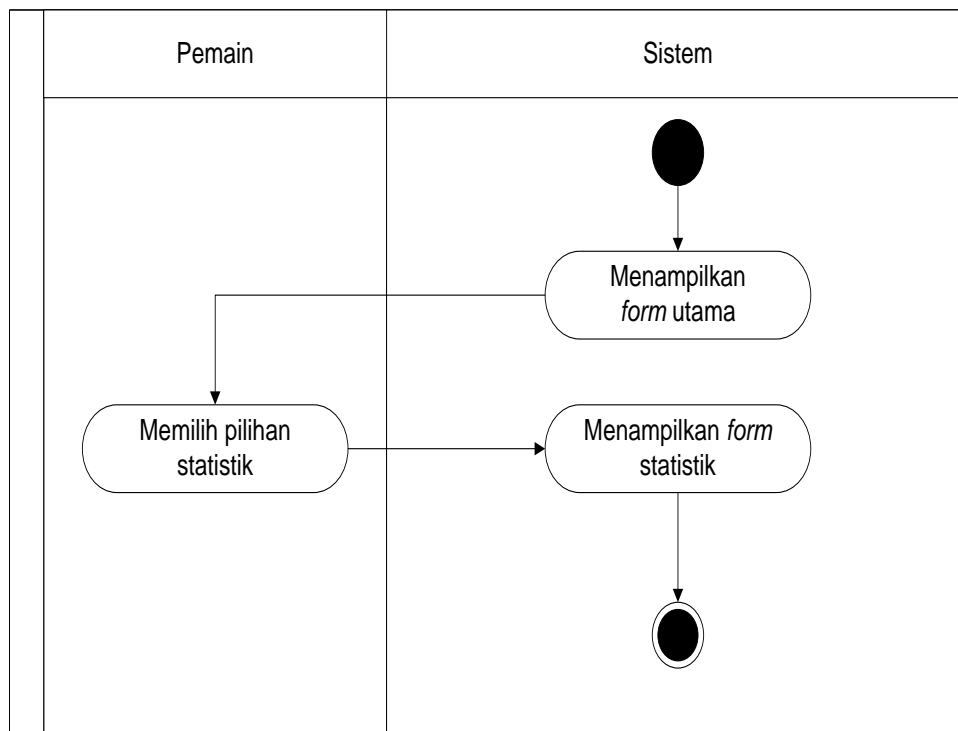 Pemain
Sistem
Menampilkan
form utama
Memilih pilihan
statistik
Menampilkan form
statistik